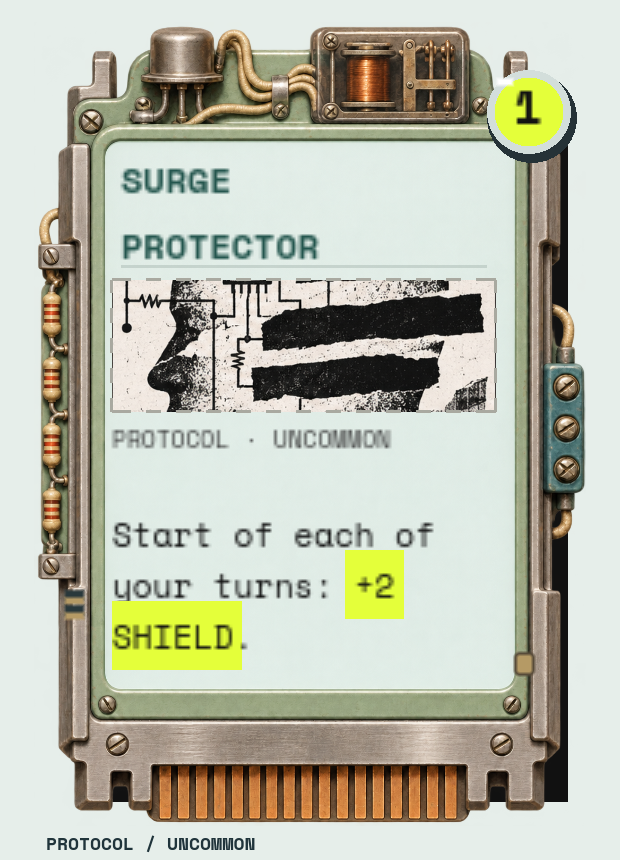 1
SURGE
PROTECTOR
PROTOCOL · UNCOMMON
Start of each of
your turns: +2
SHIELD.
PROTOCOL / UNCOMMON